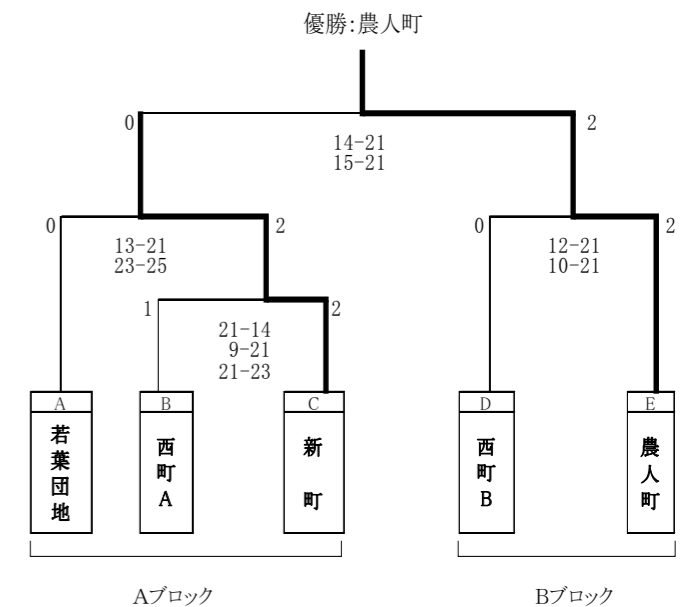 優勝:農人町
0
2
14-21
15-21
0
2
0
2
13-21
23-25
12-21
10-21
1
2
21-14
9-21
21-23
A
B
C
D
E
若葉団地
西町A
新町
西町B
農人町
Aブロック
Bブロック